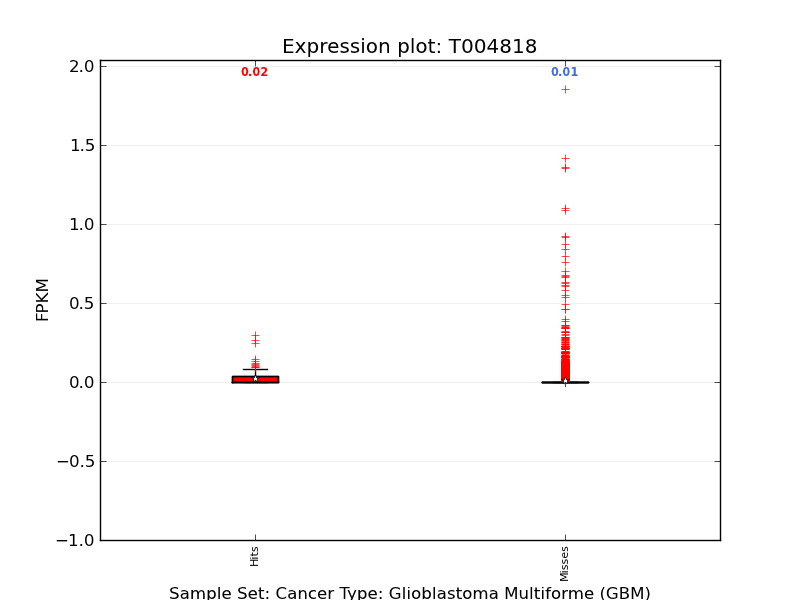 Expression plot: T004818
2.0
0.02
0.01
1.5
1.0
0.5
0.0
−0.5
−1.0
FPKM
Hits
Misses
Sample Set: Cancer Type: Glioblastoma Multiforme (GBM)